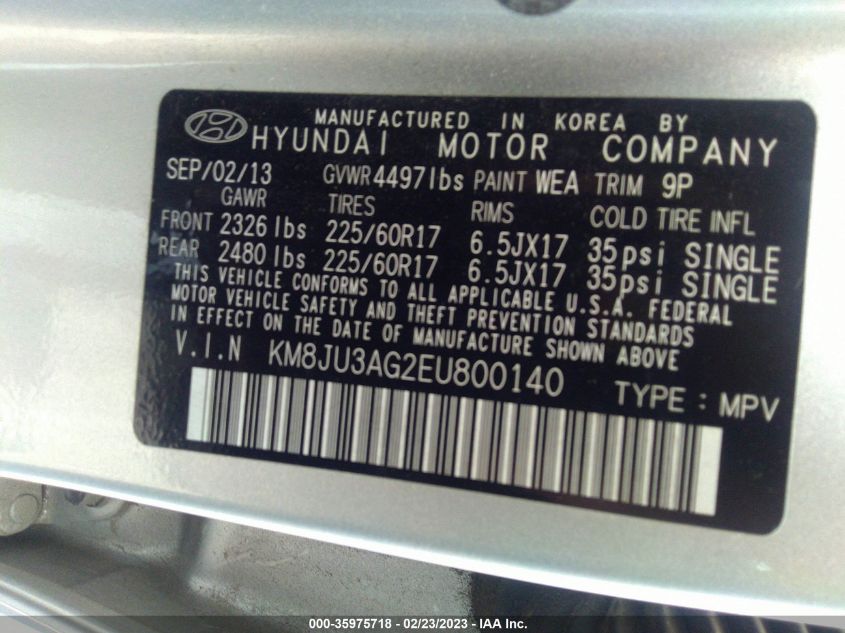 MANUFACTURED IN KOREA BY
HYUNDAI MOTOR COMPANY
SEP/02/13 GVWR 4497lbs PAINT WEA TRIM 9P
GAWR TIRES RIMS COLD TIRE INFL
FRONT 2326 lbs 225/60R17 6.5JX17 35psi SINGLE
REAR 2480 lbs 225/60R17 6.5JX17 35psi SINGLE
THIS VEHICLE CONFORMS TO ALL APPLICABLE U.S.A. FEDERAL
MOTOR VEHICLE SAFETY AND THEFT PREVENTION STANDARDS
IN EFFECT ON THE DATE OF MANUFACTURE SHOWN ABOVE
V.I.N KM8JU3AG2EU800140
TYPE : MPV
000-35975718 - 02/23/2023 - IAA Inc.